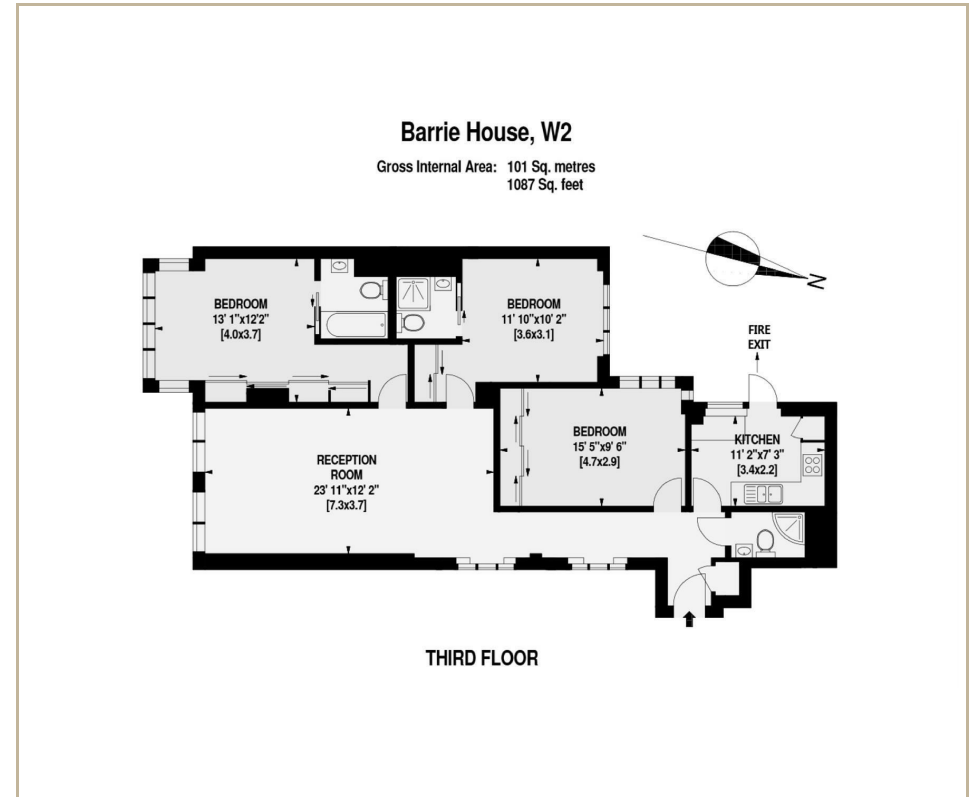 Barrie House, W2
Gross Internal Area: 101 Sq. metres
1087 Sq. feet
N
BEDROOM
13' 1"x12'2"
[4.0x3.7]
BEDROOM
11' 10"x10' 2"
[3.6x3.1]
FIRE
EXIT
BEDROOM
15' 5"x9' 6"
[4.7x2.9]
KITCHEN
11' 2"x7' 3"
[3.4x2.2]
RECEPTION
ROOM
23' 11"x12' 2"
[7.3x3.7]
THIRD FLOOR